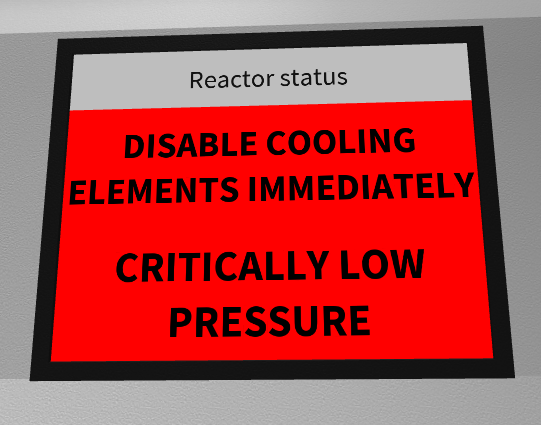 Reactor status
DISABLE COOLING
ELEMENTS IMMEDIATELY
CRITICALLY LOW
PRESSURE